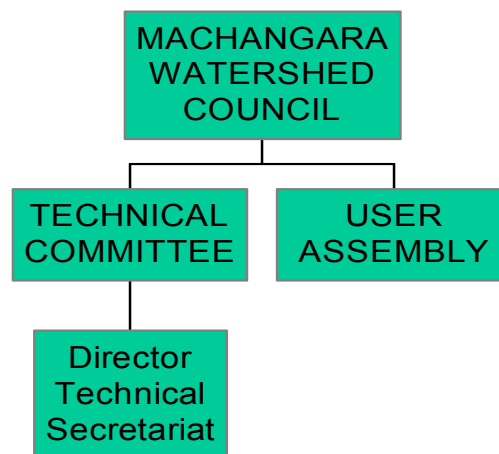 MACHANGARA
WATERSHED
COUNCIL
TECHNICAL
COMMITTEE
USER
ASSEMBLY
Director
Technical
Secretariat